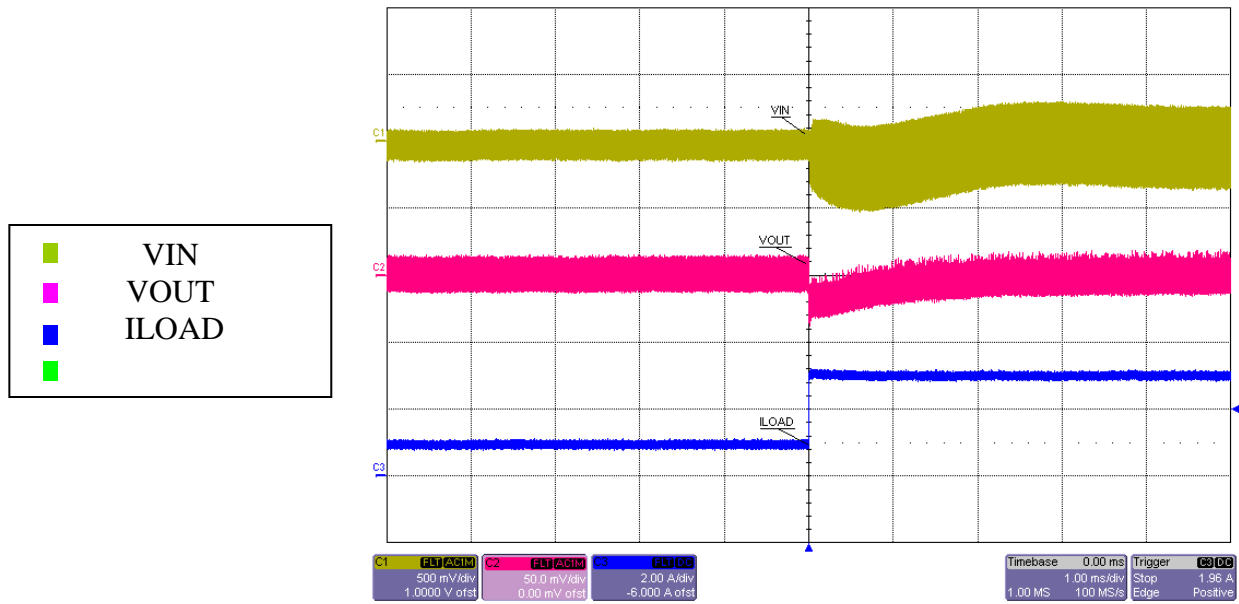 VIN
VOUT
ILOAD
C1
VIN
C2
VOUT
ILOAD
C3
C1 FLT AC1M
500 mV/div
1.0000 V ofst
C2 FLT AC1M
50.0 mV/div
0.00 mV ofst
C3 FLT DC
2.00 A/div
-6.000 A ofst
Timebase 0.00 ms
1.00 ms/div
1.00 MS 100 MS/s
Trigger C3 DC
Stop 1.96 A
Edge Positive